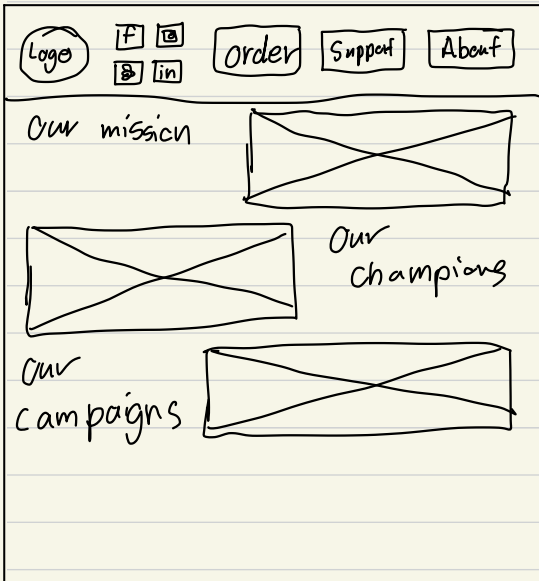 Logo
f
in
order
Support
About
Our mission
Our
Champions
Our
campaigns